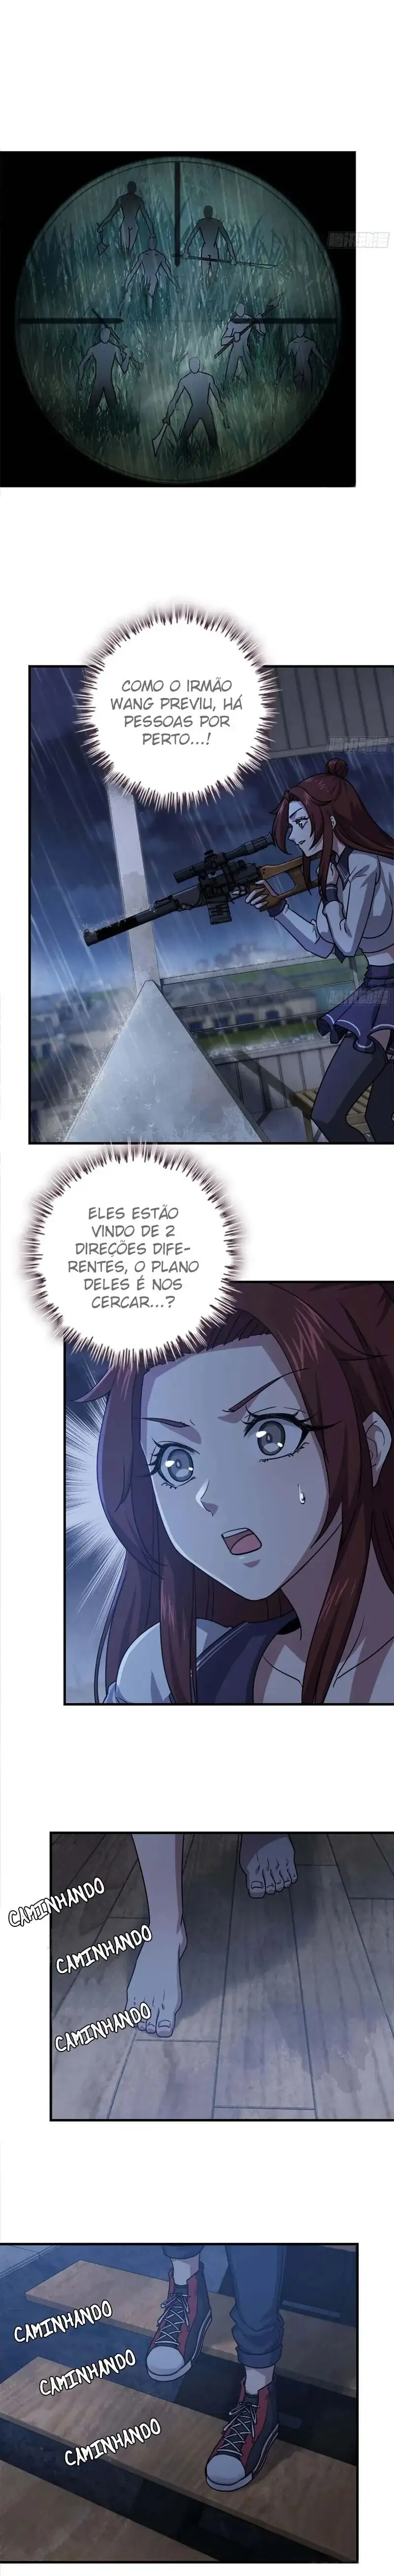 COMO O IRMÃO
WANG PREVIU, HÁ
PESSOAS POR
PERTO...!
ELES ESTÃO
VINDO DE 2
DIREÇÕES DIFE-
RENTES, O PLANO
DELES É NOS
CERCAR...?
CAMINHANDO
CAMINHANDO
CAMINHANDO
CAMINHANDO
CAMINHANDO
CAMINHANDO